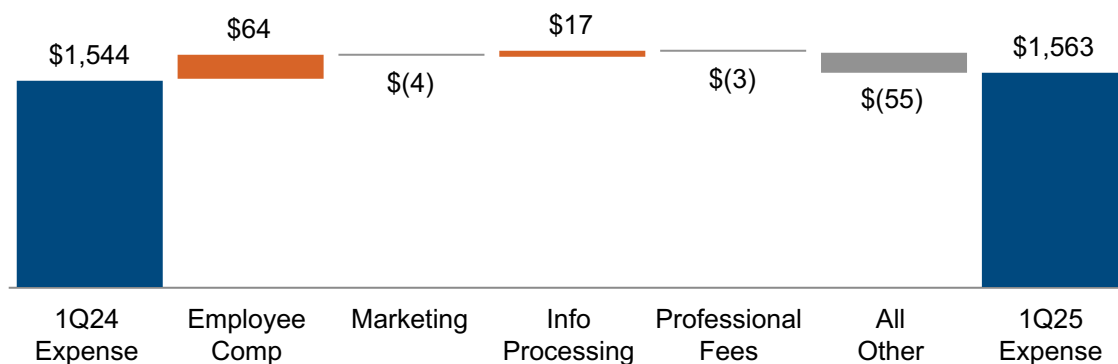 $1,544
$64
$(4)
$17
$(3)
$(55)
$1,563
1Q24
Expense
Employee
Comp
Marketing
Info
Processing
Professional
Fees
All
Other
1Q25
Expense